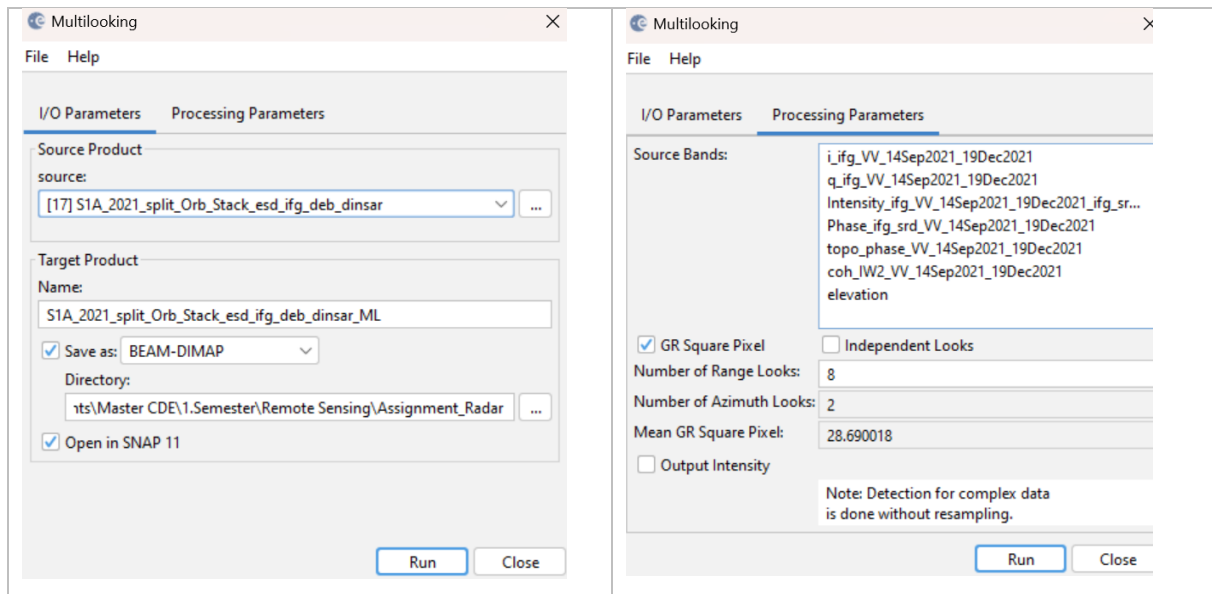 Multilooking
File Help
I/O Parameters Processing Parameters
Source Product
source:
[17] S1A_2021_split_Orb_Stack_esd_ifg_deb_dinsar
...
Target Product
Name:
S1A_2021_split_Orb_Stack_esd_ifg_deb_dinsar_ML
Save as: BEAM-DIMAP
Directory:
nts\Master CDE\1.Semester\Remote Sensing\Assignment_Radar
...
Open in SNAP 11
Run Close
Multilooking
File Help
I/O Parameters Processing Parameters
Source Bands:
i_ifg_VV_14Sep2021_19Dec2021
q_ifg_VV_14Sep2021_19Dec2021
Intensity_ifg_VV_14Sep2021_19Dec2021_ifg_sr...
Phase_ifg_srd_VV_14Sep2021_19Dec2021
topo_phase_VV_14Sep2021_19Dec2021
coh_IW2_VV_14Sep2021_19Dec2021
elevation
GR Square Pixel Independent Looks
Number of Range Looks: 8
Number of Azimuth Looks: 2
Mean GR Square Pixel: 28.690018
Output Intensity
Note: Detection for complex data
is done without resampling.
Run Close